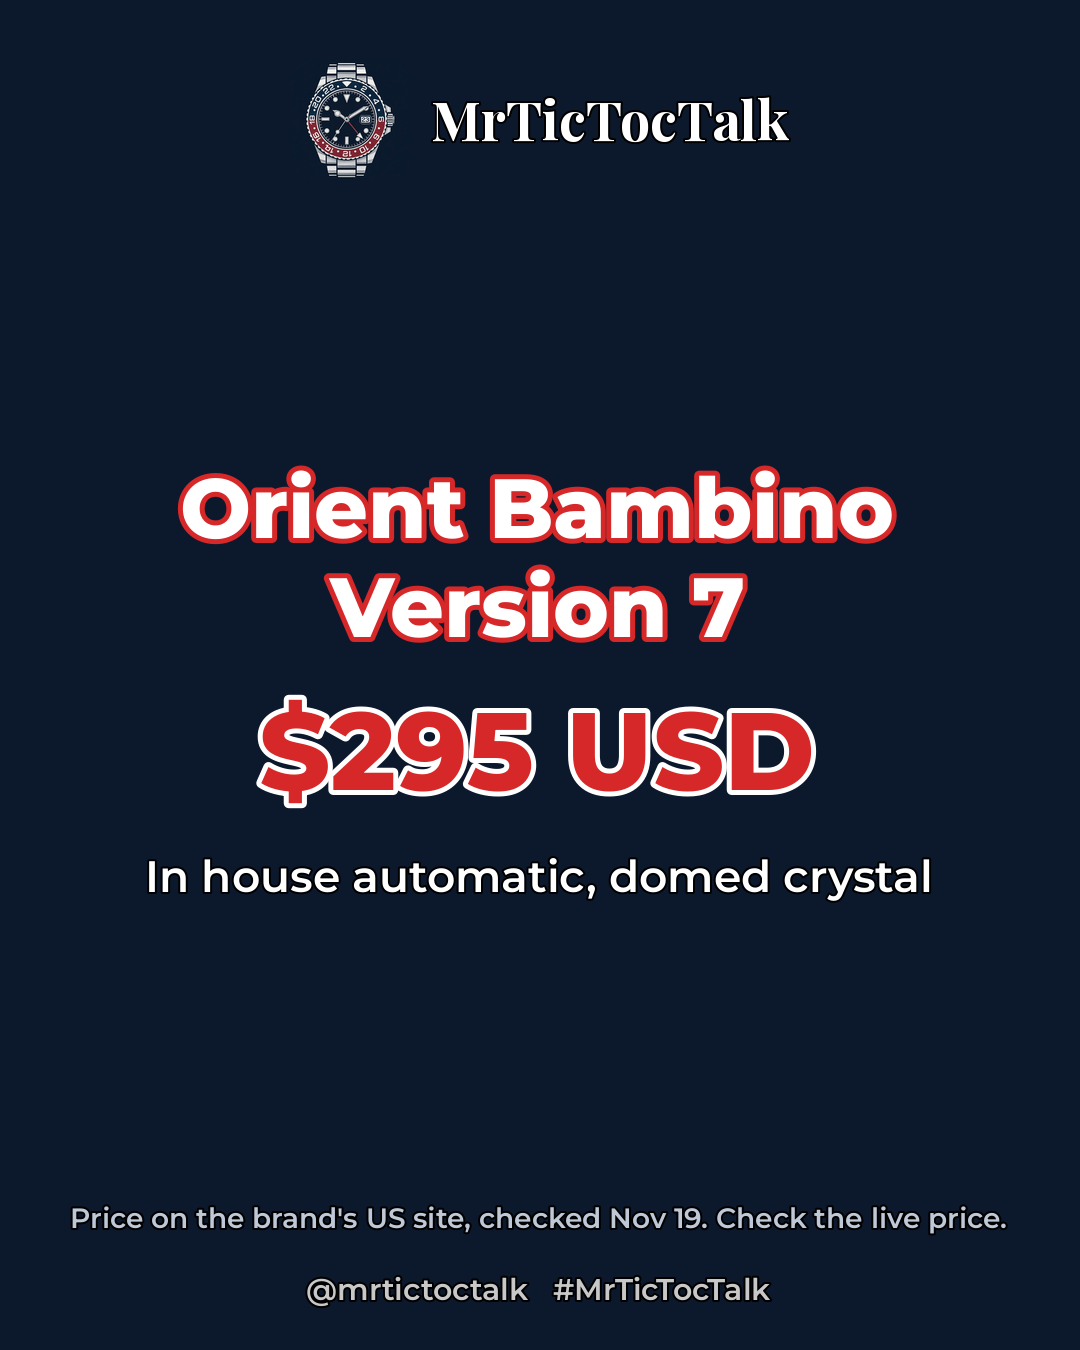 MrTicTocTalk
Orient Bambino
Version 7
$295 USD
In house automatic, domed crystal
Price on the brand's US site, checked Nov 19. Check the live price.
@mrtictoctalk #MrTicTocTalk